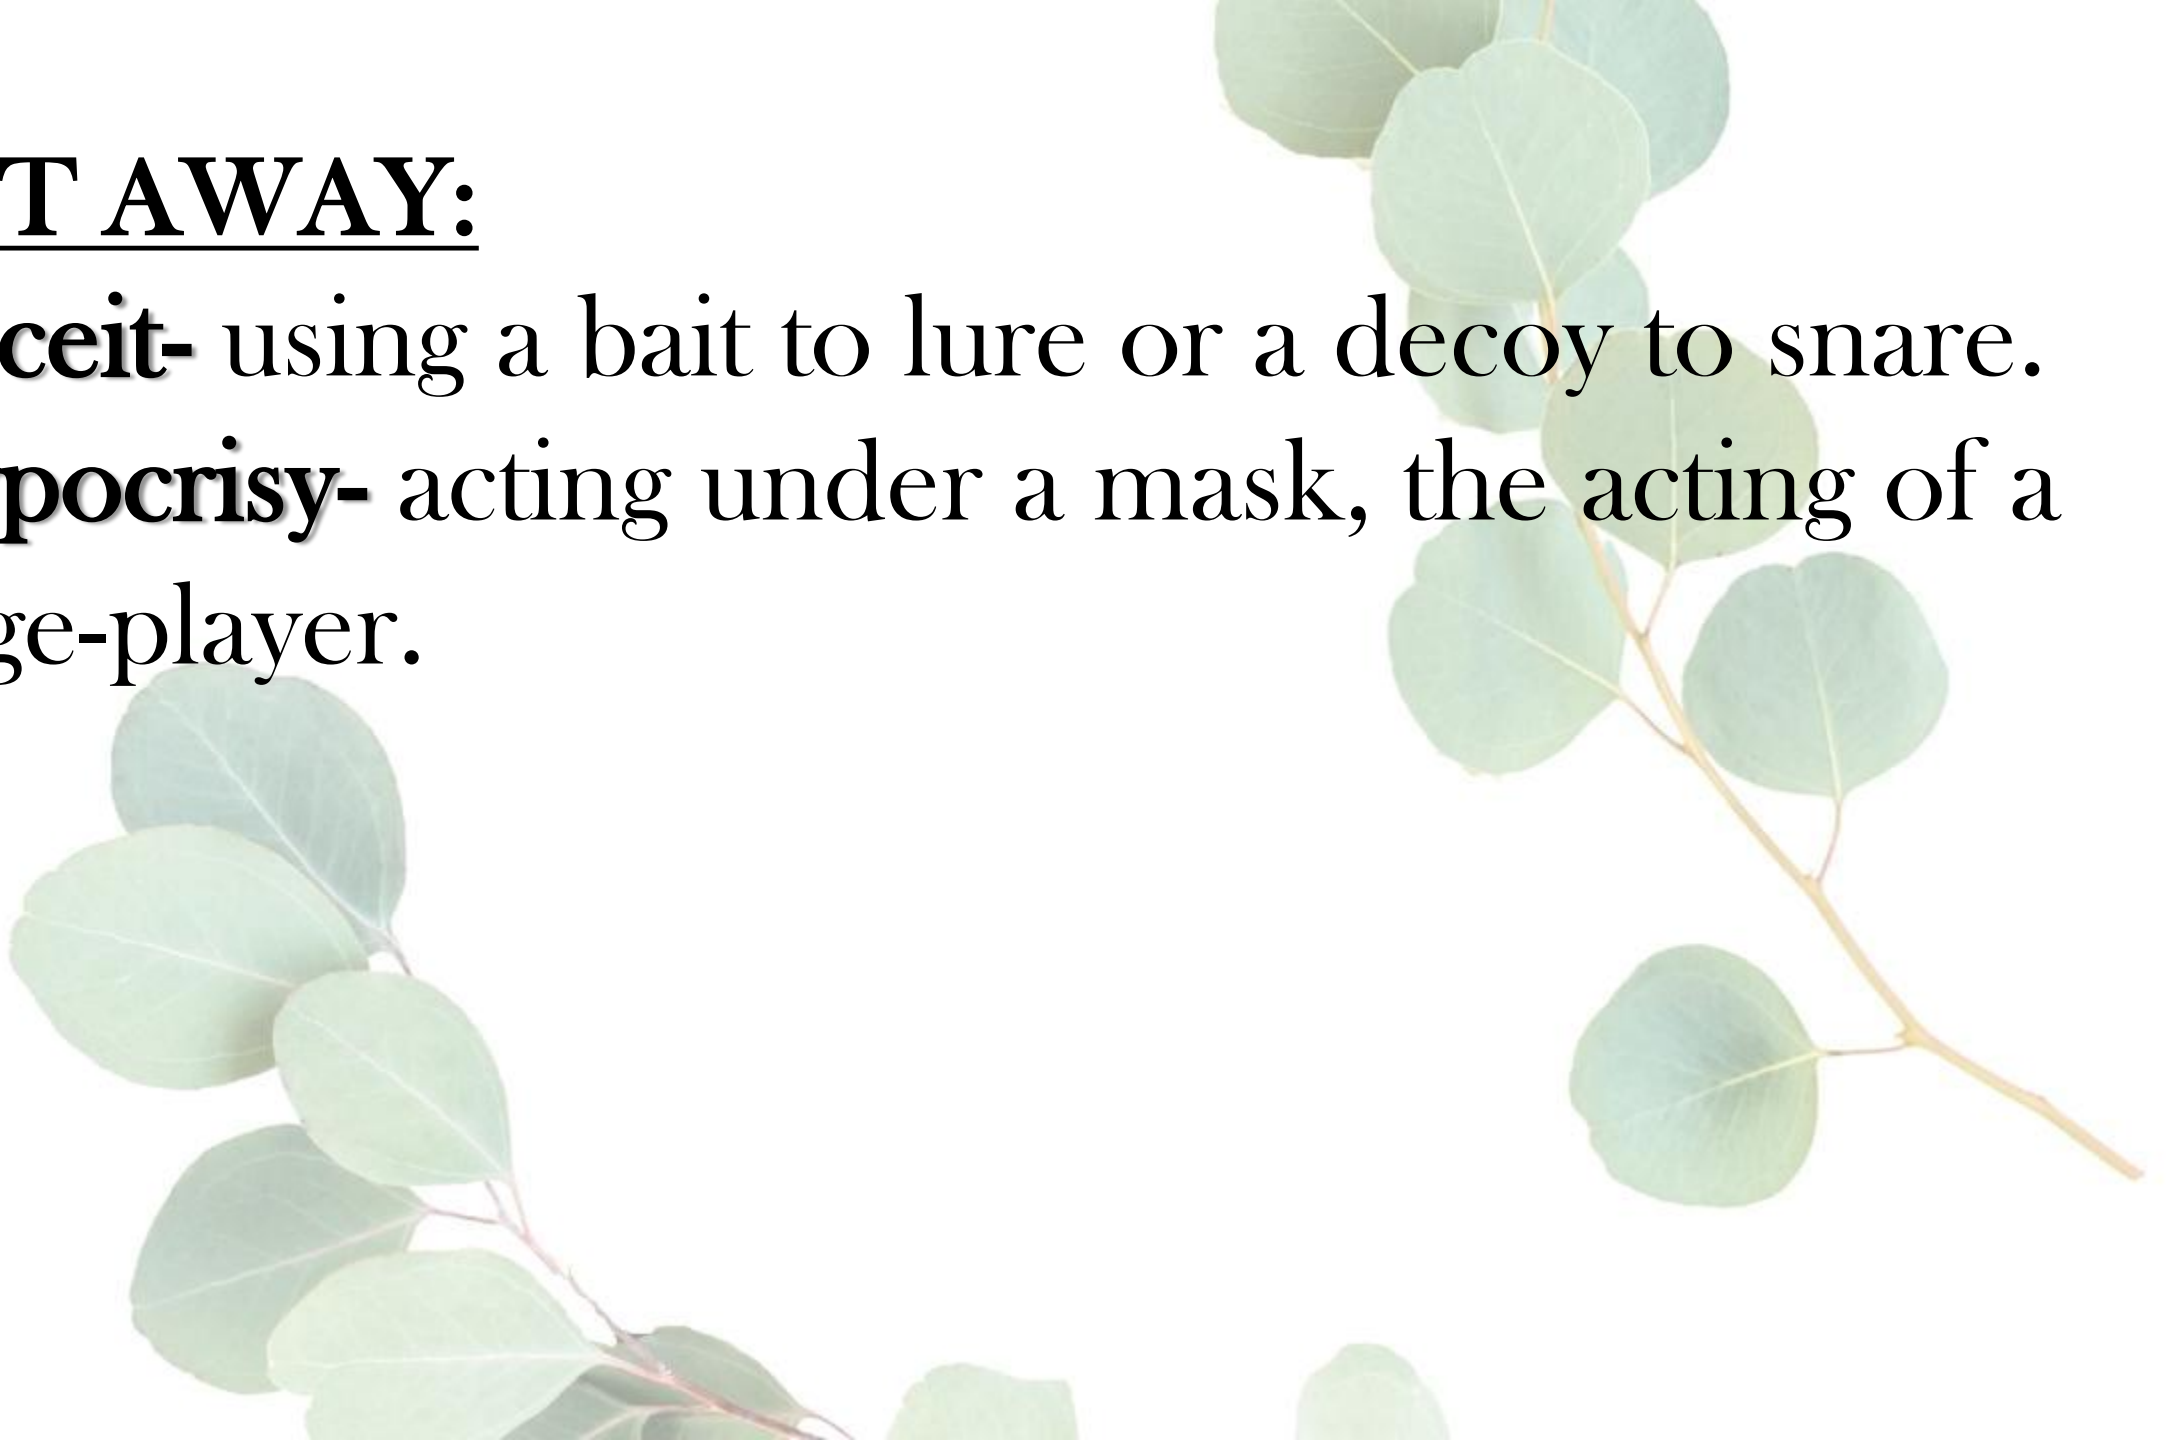 T AWAY:
ceit- using a bait to lure or a decoy to snare.
pocrisy- acting under a mask, the acting of a
ge-player.